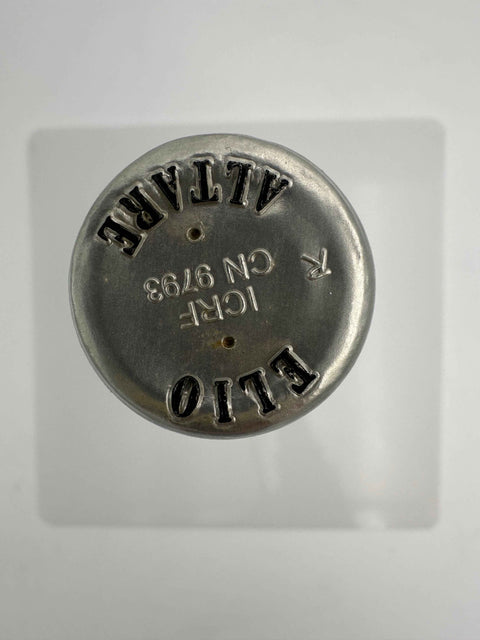 ELIO
ICRF
CN 9793
R
ALTARE